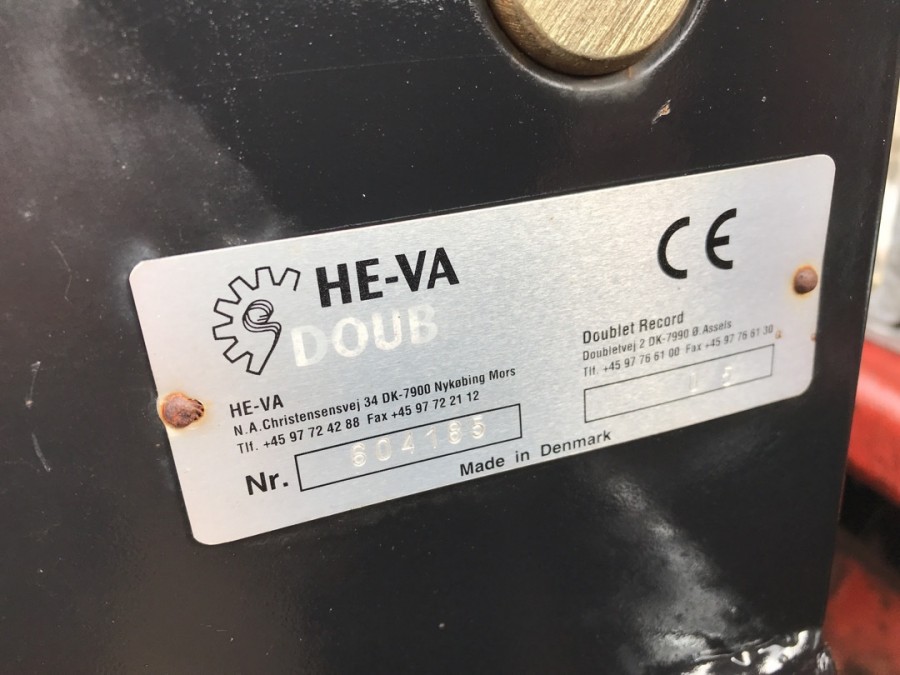 HE-VA
DOUB
CE
HE-VA
N.A.Christensensvej 34 DK-7900 Nykøbing Mors
Tlf. +45 97 72 42 88 Fax +45 97 72 21 12
Nr. 604185
Doublet Record
Doubletvej 2 DK-7990 Ø.Assels
Tlf. +45 97 76 61 00 Fax +45 97 76 61 30
Made in Denmark